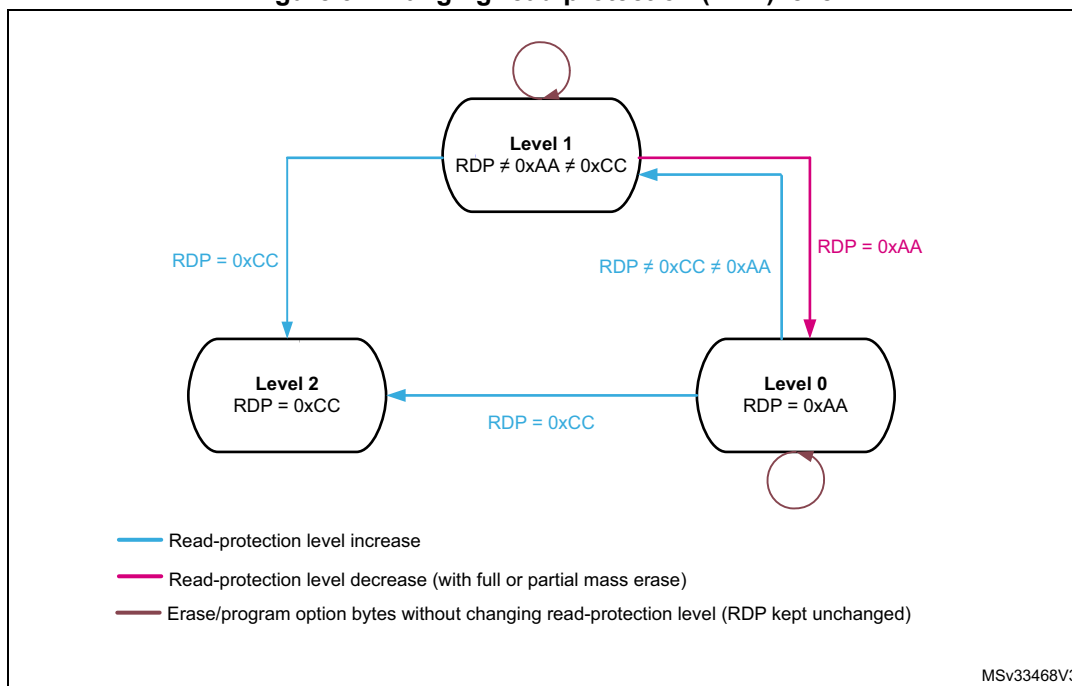 Level 1
RDP ≠ 0xAA ≠ 0xCC
RDP = 0xCC
RDP ≠ 0xCC ≠ 0xAA
RDP = 0xAA
Level 2
RDP = 0xCC
Level 0
RDP = 0xAA
RDP = 0xCC
Read-protection level increase
Read-protection level decrease (with full or partial mass erase)
Erase/program option bytes without changing read-protection level (RDP kept unchanged)
MSv33468V3